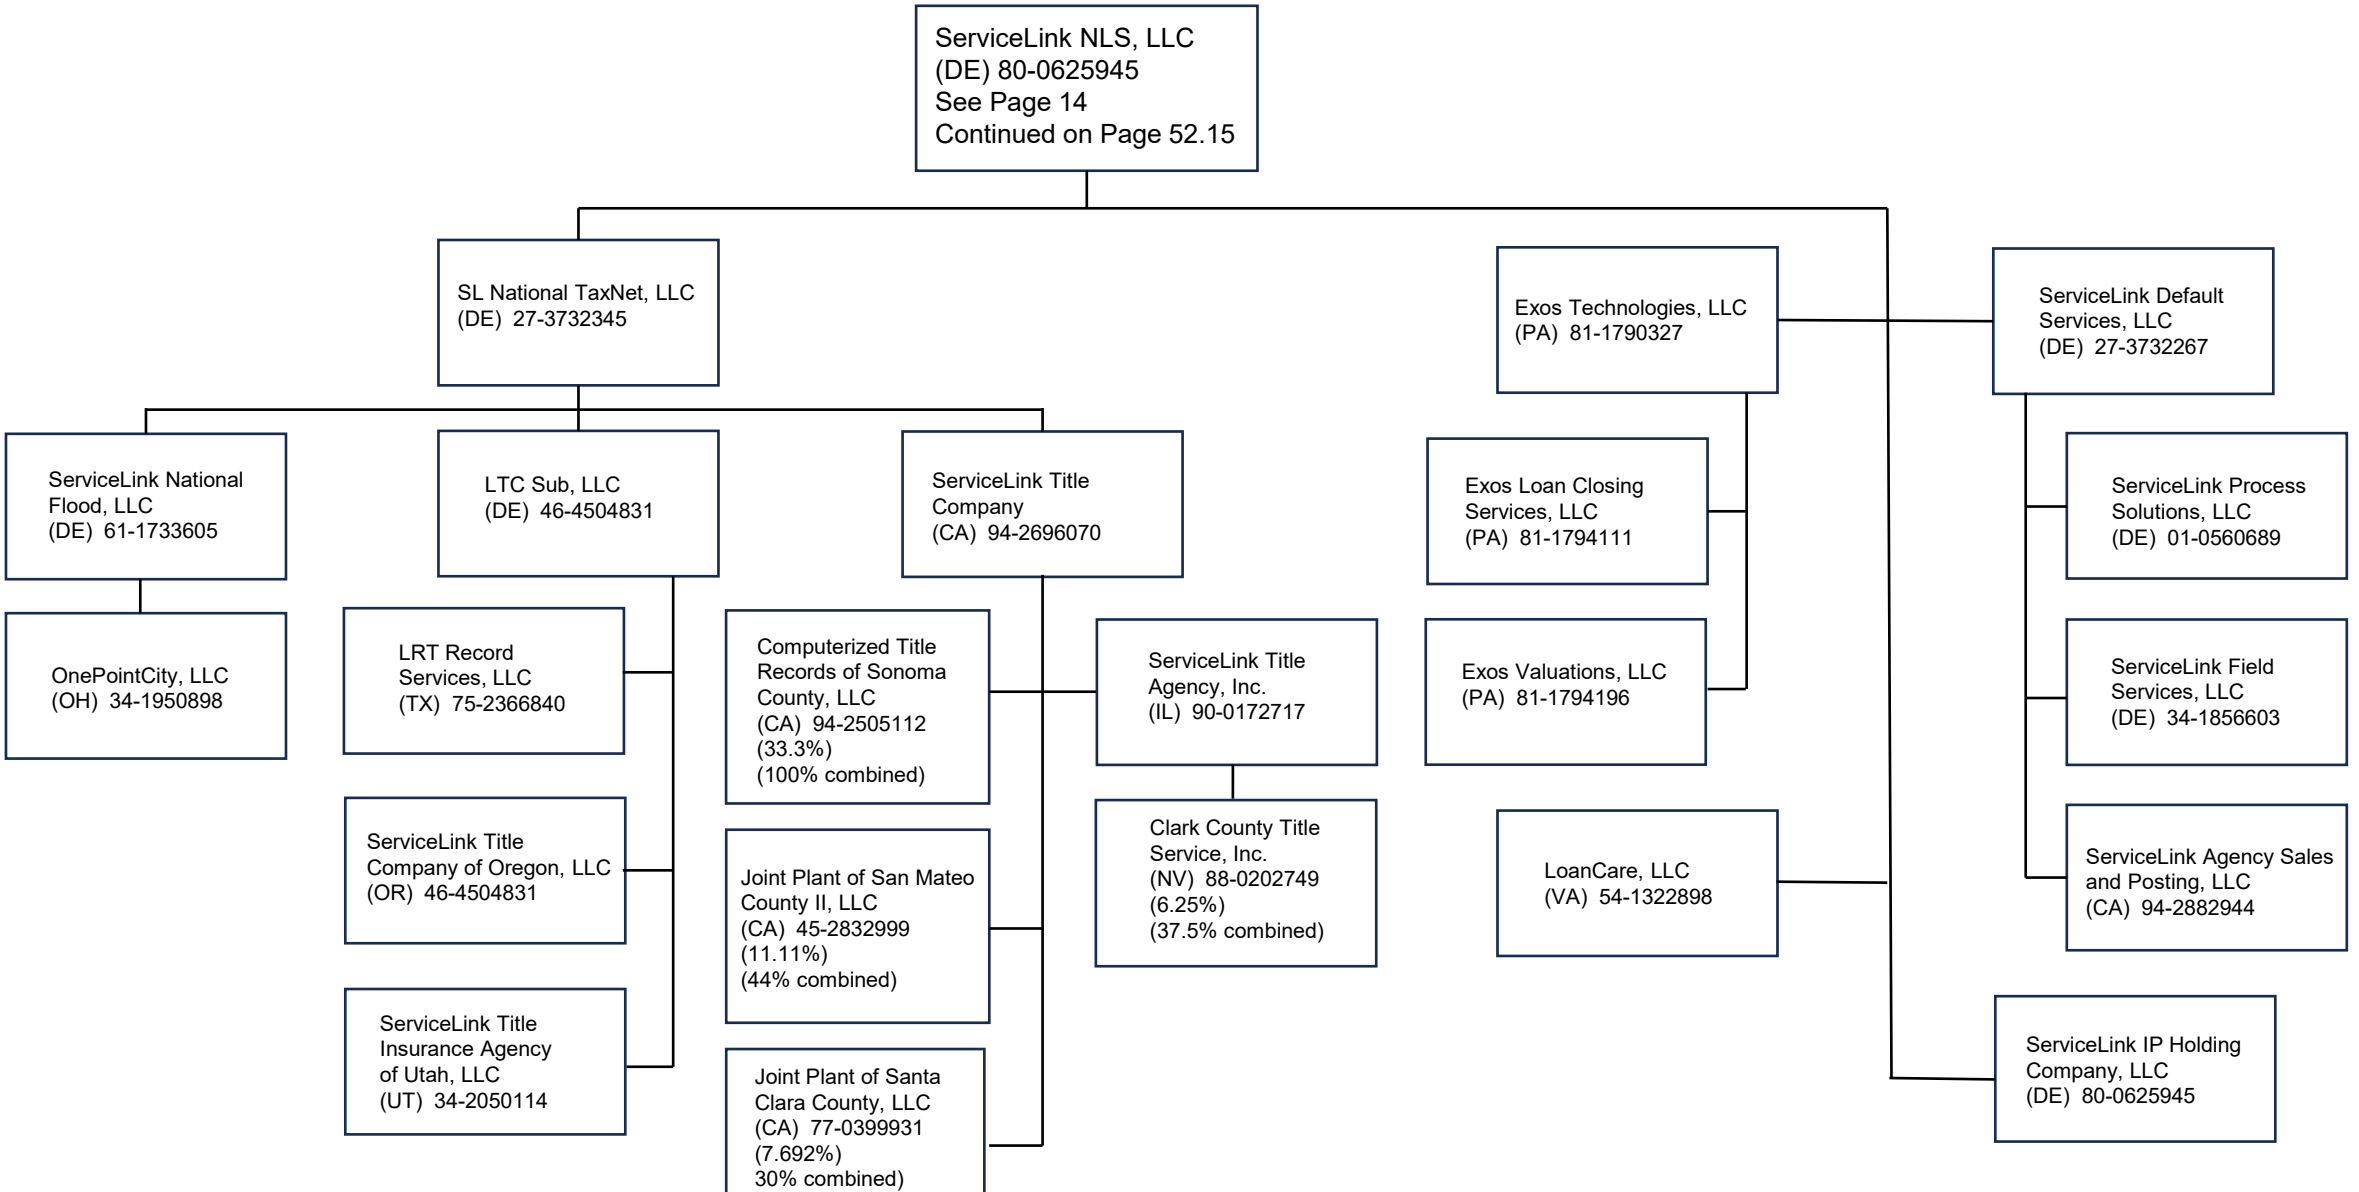 ServiceLink NLS, LLC
(DE) 80-0625945
See Page 14
Continued on Page 52.15
SL National TaxNet, LLC
(DE) 27-3732345
Exos Technologies, LLC
(PA) 81-1790327
ServiceLink Default
Services, LLC
(DE) 27-3732267
ServiceLink National
Flood, LLC
(DE) 61-1733605
LTC Sub, LLC
(DE) 46-4504831
ServiceLink Title
Company
(CA) 94-2696070
Exos Loan Closing
Services, LLC
(PA) 81-1794111
ServiceLink Process
Solutions, LLC
(DE) 01-0560689
OnePointCity, LLC
(OH) 34-1950898
LRT Record
Services, LLC
(TX) 75-2366840
Computerized Title
Records of Sonoma
County, LLC
(CA) 94-2505112
(33.3%)
(100% combined)
ServiceLink Title
Agency, Inc.
(IL) 90-0172717
Exos Valuations, LLC
(PA) 81-1794196
ServiceLink Field
Services, LLC
(DE) 34-1856603
ServiceLink Title
Company of Oregon, LLC
(OR) 46-4504831
Joint Plant of San Mateo
County II, LLC
(CA) 45-2832999
(11.11%)
(44% combined)
Clark County Title
Service, Inc.
(NV) 88-0202749
(6.25%)
(37.5% combined)
LoanCare, LLC
(VA) 54-1322898
ServiceLink Agency Sales
and Posting, LLC
(CA) 94-2882944
ServiceLink Title
Insurance Agency
of Utah, LLC
(UT) 34-2050114
Joint Plant of Santa
Clara County, LLC
(CA) 77-0399931
(7.692%)
30% combined)
ServiceLink IP Holding
Company, LLC
(DE) 80-0625945